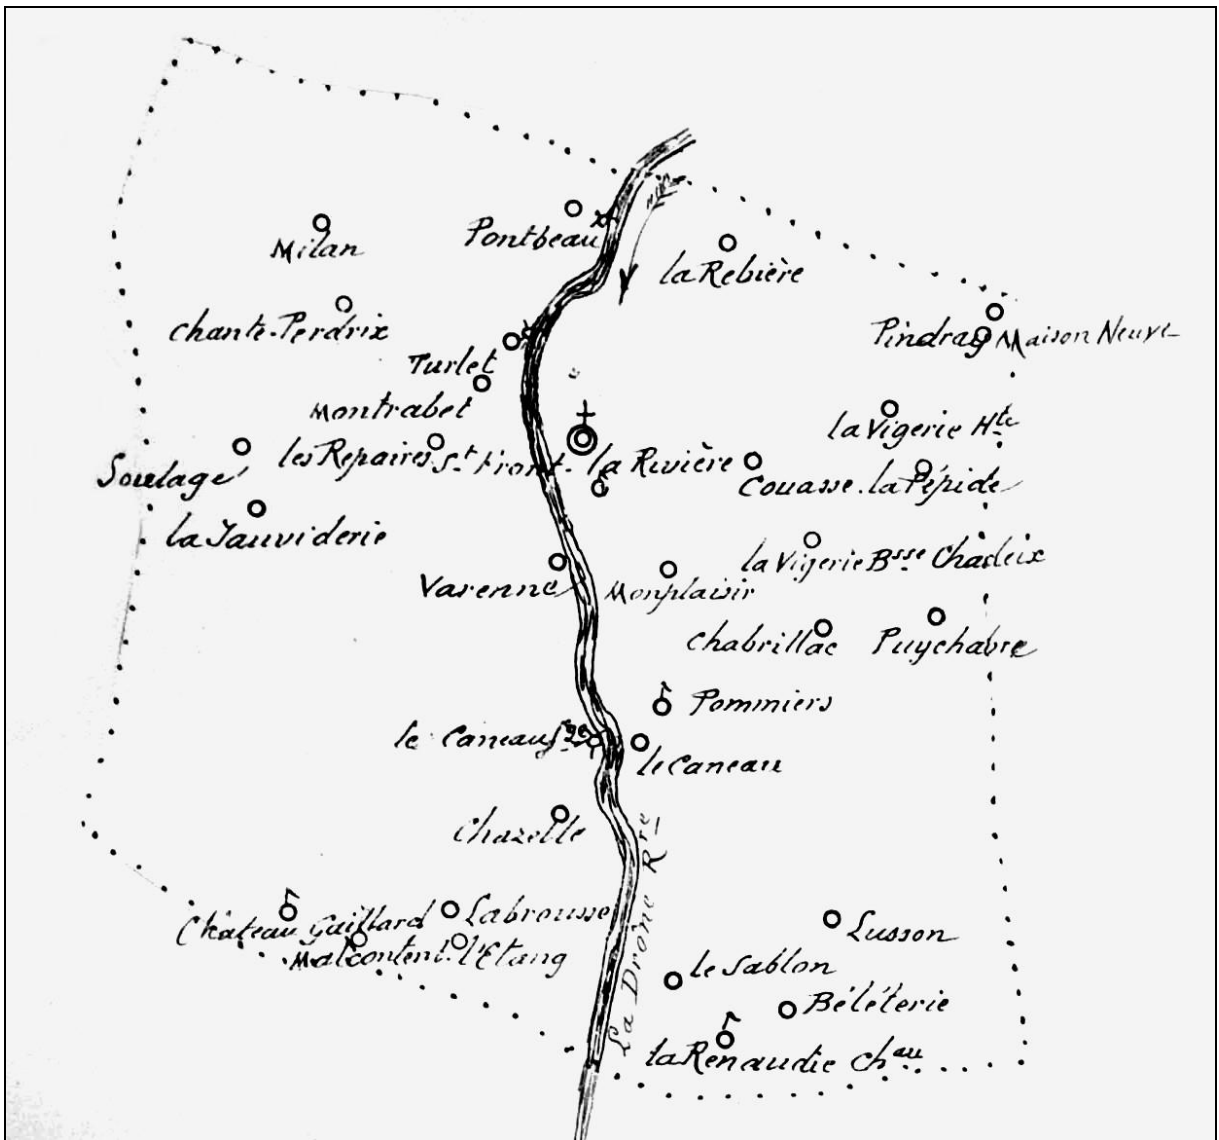 Pontbeau
Milan
la Rebière
chante-Perdrix
Pindray Maison Neuve
Turlet
Montrabet
la Vigerie Hte
les Repaires
St. Front-la Rivière
Soulage
Couasse
la Pépide
la Jauviderie
la Vigerie Bsse
Chadeix
Varenne
Monplaisir
Chabrillac
Puychabre
Pommiers
le Caneau
le Caneau
Chazelle
La Drône Rre
Château Gaillard
Labrousse
Malcontent
l'Etang
Lusson
le Sablon
Béléterie
la Renaudie Chau